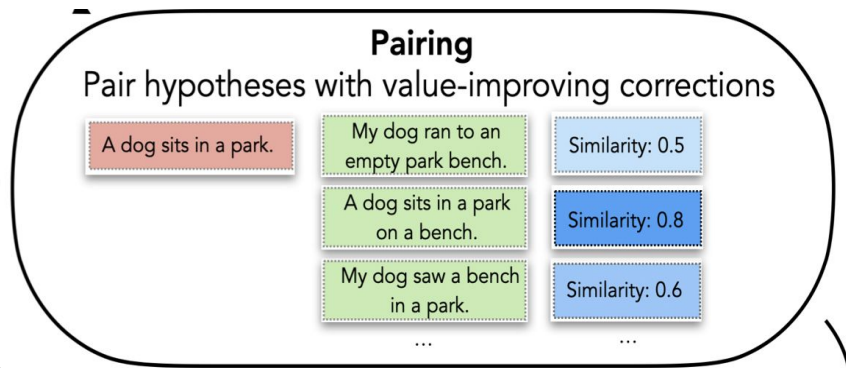 Pairing
Pair hypotheses with value-improving corrections
A dog sits in a park.
My dog ran to an
empty park bench.
Similarity: 0.5
A dog sits in a park
on a bench.
Similarity: 0.8
My dog saw a bench
in a park.
Similarity: 0.6
...
...